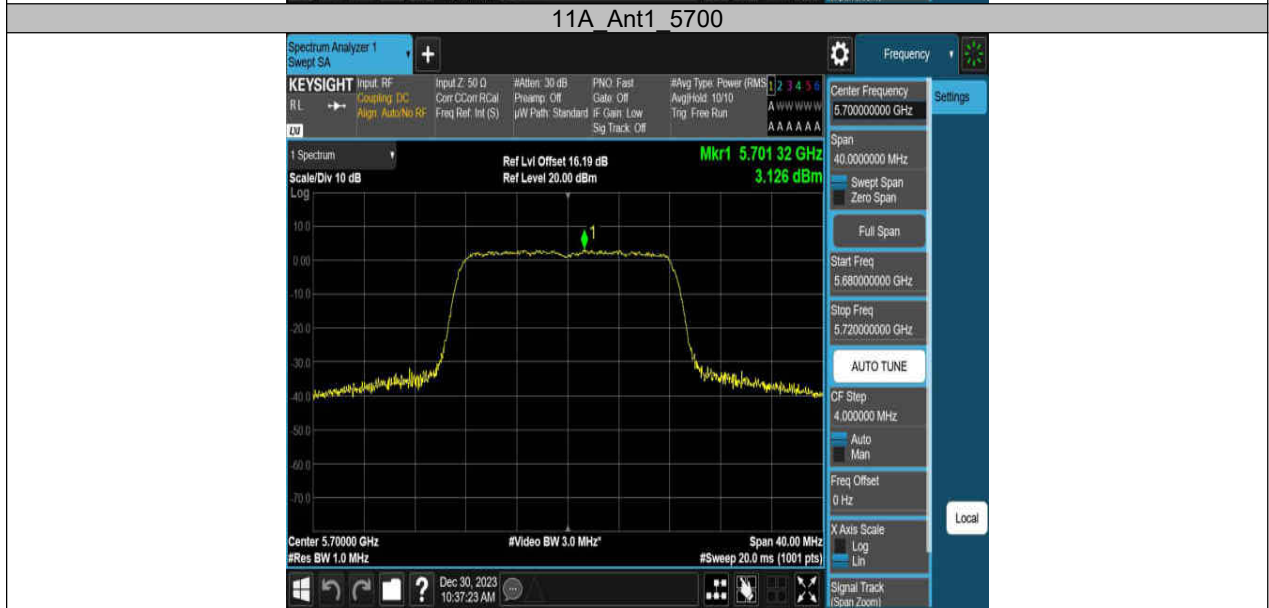 11A_Ant1_5700
Spectrum Analyzer 1
Swept SA
+
Frequency
KEYSIGHT
RL
LXI
Input: RF
Coupling: DC
Align: Auto/No RF
Input Z: 50 Ω
Corr CCorr RCal
Freq Ref: Int (S)
#Atten: 30 dB
Preamp: Off
µW Path: Standard
PNO: Fast
Gate: Off
IF Gain: Low
Sig Track: Off
#Avg Type: Power (RMS
Avg|Hold: 10/10
Trig: Free Run
1 2 3 4 5 6
A W W W W W
A A A A A A
Center Frequency
5.700000000 GHz
Settings
1 Spectrum
Ref Lvl Offset 16.19 dB
Mkr1 5.701 32 GHz
Scale/Div 10 dB
Ref Level 20.00 dBm
3.126 dBm
Log
10.0
0.00
-10.0
-20.0
-30.0
-40.0
-50.0
-60.0
-70.0
1
Span
40.0000000 MHz
Swept Span
Zero Span
Full Span
Start Freq
5.680000000 GHz
Stop Freq
5.720000000 GHz
AUTO TUNE
CF Step
4.000000 MHz
Auto
Man
Freq Offset
0 Hz
X Axis Scale
Log
Lin
Local
Signal Track
(Span Zoom)
Center 5.70000 GHz
#Video BW 3.0 MHz*
Span 40.00 MHz
#Res BW 1.0 MHz
#Sweep 20.0 ms (1001 pts)
?
Dec 30, 2023
10:37:23 AM